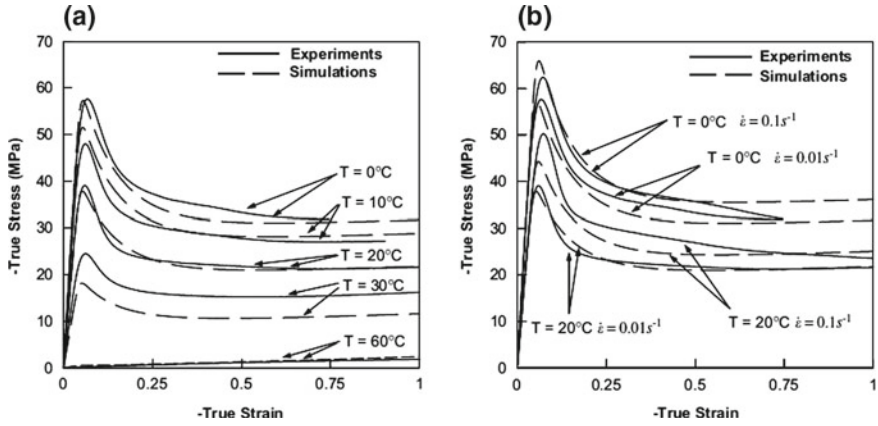 (a)
70
60
50
40
30
20
10
0
-True Stress (MPa)
Experiments
Simulations
T = 0°C
T = 10°C
T = 20°C
T = 30°C
T = 60°C
0
0.25
0.5
0.75
1
-True Strain
(b)
70
60
50
40
30
20
10
0
-True Stress (MPa)
Experiments
Simulations
T = 0°C ε̇ = 0.1s⁻¹
T = 0°C ε̇ = 0.01s⁻¹
T = 20°C ε̇ = 0.01s⁻¹
T = 20°C ε̇ = 0.1s⁻¹
0
0.25
0.5
0.75
1
-True Strain